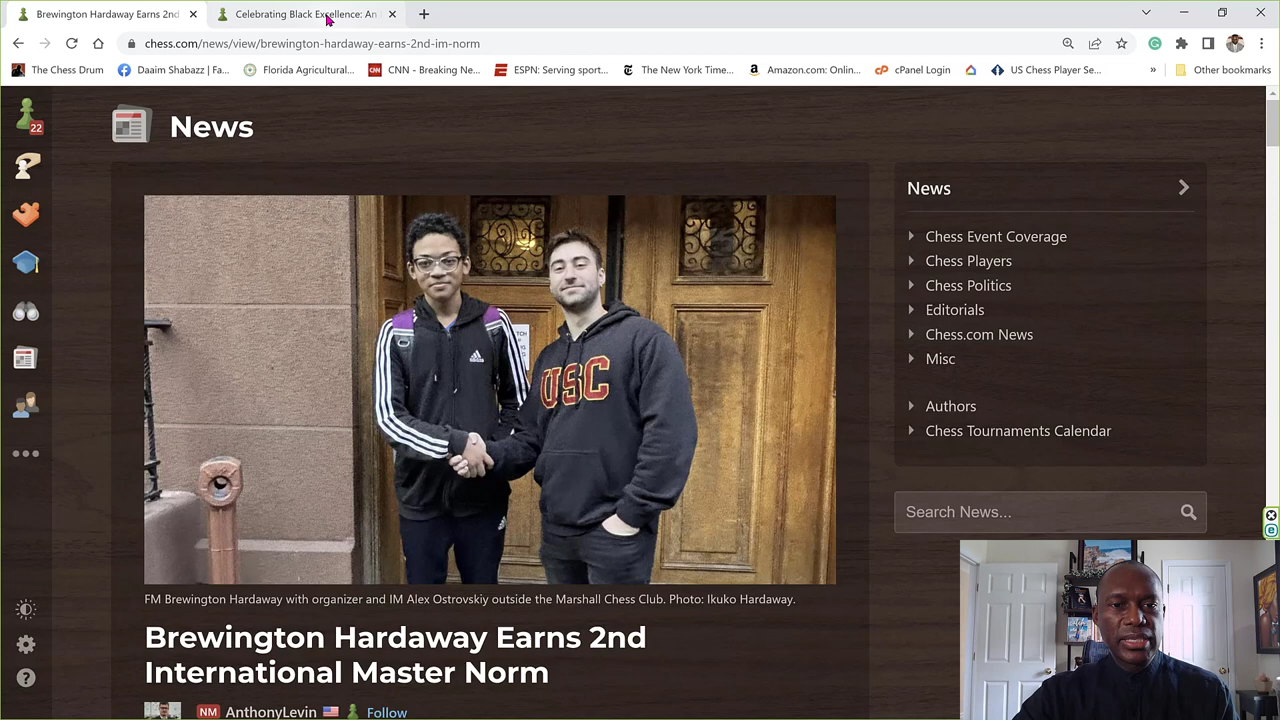 Brewington Hardaway Earns 2nd
Celebrating Black Excellence: An
chess.com/news/view/brewington-hardaway-earns-2nd-im-norm
The Chess Drum
Daaim Shabazz | Fa...
Florida Agricultural...
CNN - Breaking Ne...
ESPN: Serving sport...
The New York Time...
Amazon.com: Onlin...
cPanel Login
US Chess Player Se...
»
Other bookmarks
22
News
USC
FM Brewington Hardaway with organizer and IM Alex Ostrovskiy outside the Marshall Chess Club. Photo: Ikuko Hardaway.
Brewington Hardaway Earns 2nd
International Master Norm
NM AnthonyLevin Follow
News
Chess Event Coverage
Chess Players
Chess Politics
Editorials
Chess.com News
Misc
Authors
Chess Tournaments Calendar
Search News...